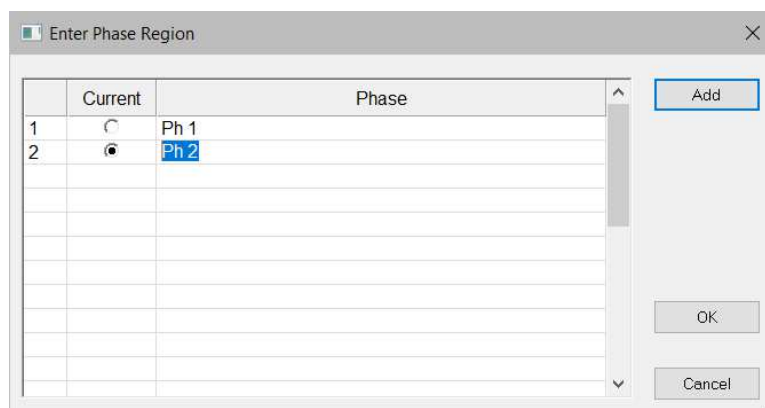 Enter Phase Region
Current Phase Add
1 Ph 1
2 Ph 2
OK
Cancel